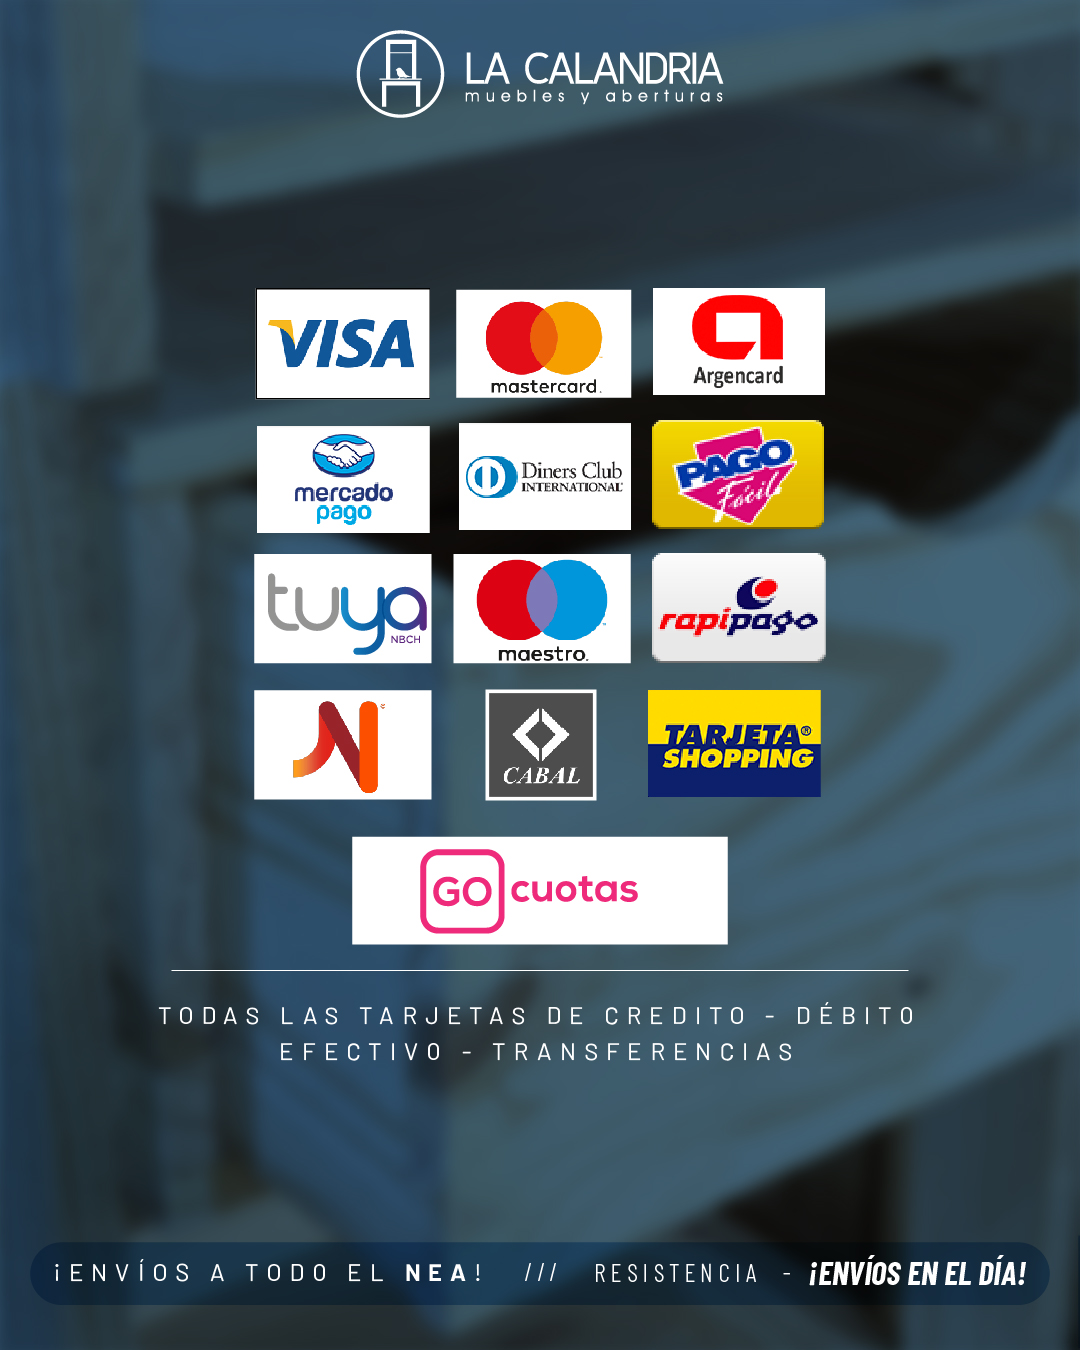 LA CALANDRIA
muebles y aberturas
VISA
mastercard.
Argencard
mercado
pago
Diners Club
INTERNATIONAL
PAGO
Fácil
tuya
NBCH
maestro.
rapipago
N
CABAL
TARJETA®
SHOPPING
GO cuotas
TODAS LAS TARJETAS DE CREDITO - DÉBITO
EFECTIVO - TRANSFERENCIAS
¡ENVÍOS A TODO EL NEA! /// RESISTENCIA - ¡ENVÍOS EN EL DÍA!